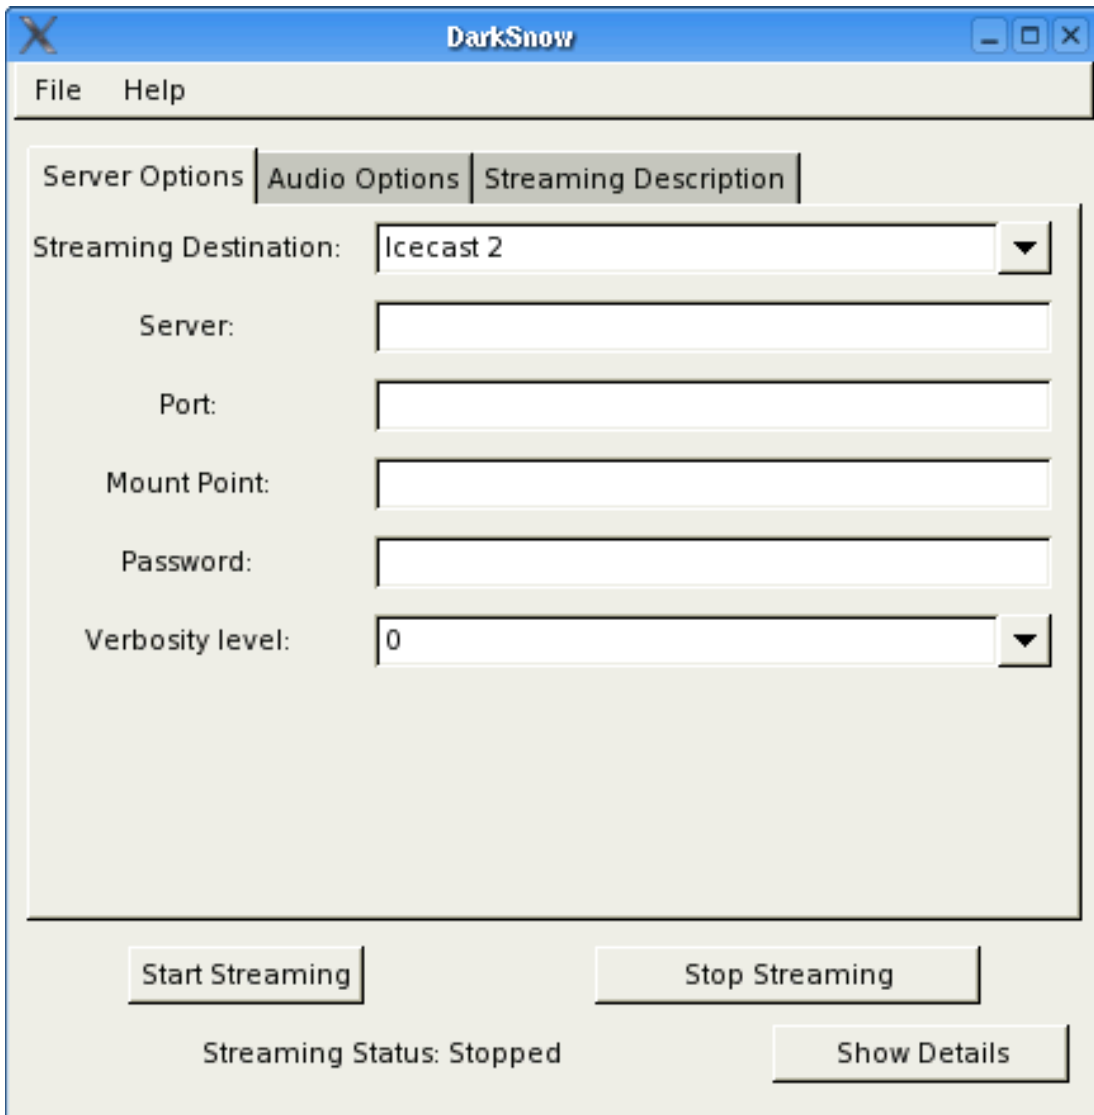 DarkSnow
File Help
Server Options Audio Options Streaming Description
Streaming Destination: Icecast 2
Server:
Port:
Mount Point:
Password:
Verbosity level: 0
Start Streaming Stop Streaming
Streaming Status: Stopped Show Details